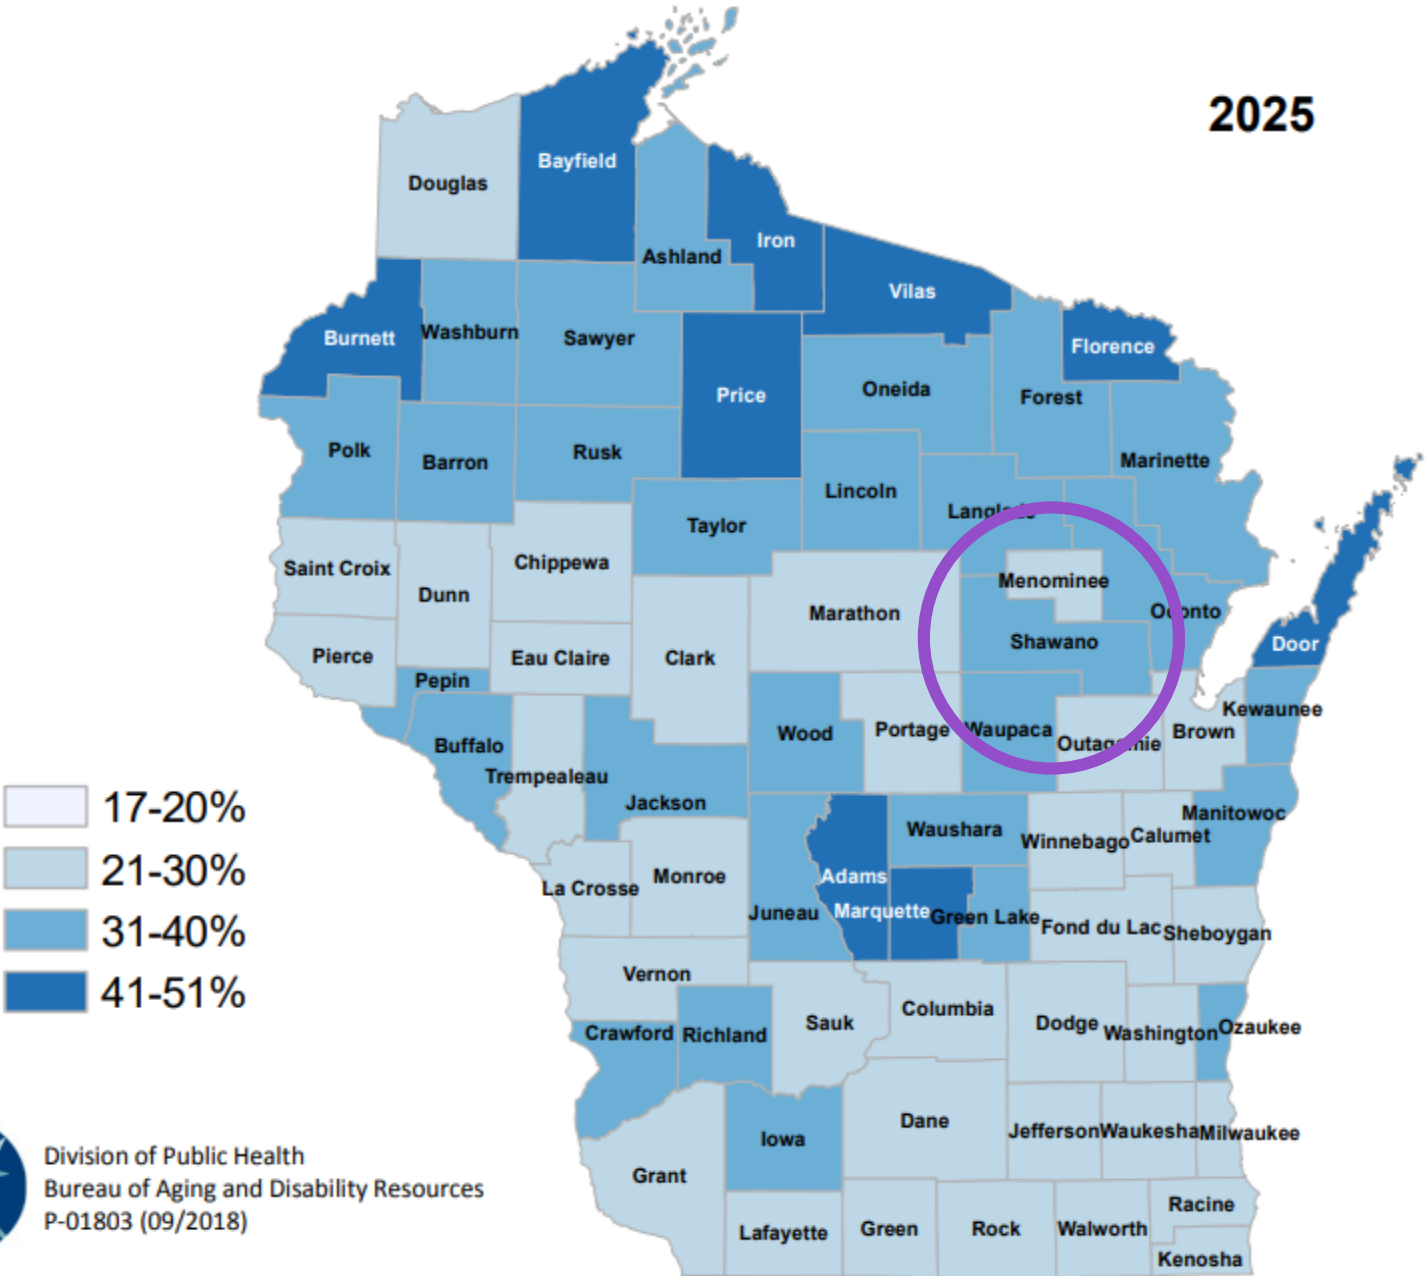 2025
Bayfield
Douglas
Iron
Ashland
Vilas
Burnett
Washburn
Sawyer
Florence
Price
Oneida
Forest
Polk
Barron
Rusk
Marinette
Lincoln
Langlade
Taylor
Chippewa
Saint Croix
Menominee
Dunn
Marathon
Oconto
Shawano
Door
Pierce
Eau Claire
Clark
Pepin
Kewaunee
Wood
Portage
Waupaca
Brown
Outagamie
Buffalo
Trempealeau
Jackson
17-20%
Manitocwoc
Waushara
Winnebago
Calumet
21-30%
Adams
Monroe
La Crosse
Juneau
Marquette
Green Lake
Fond du Lac
Sheboygan
31-40%
Vernon
41-51%
Columbia
Sauk
Dodge
Washington
Ozaukee
Crawford
Richland
Dane
Jefferson
Waukesha
Milwaukee
Iowa
Division of Public Health
Bureau of Aging and Disability Resources
P-01803 (09/2018)
Grant
Racine
Lafayette
Green
Rock
Walworth
Kenosha